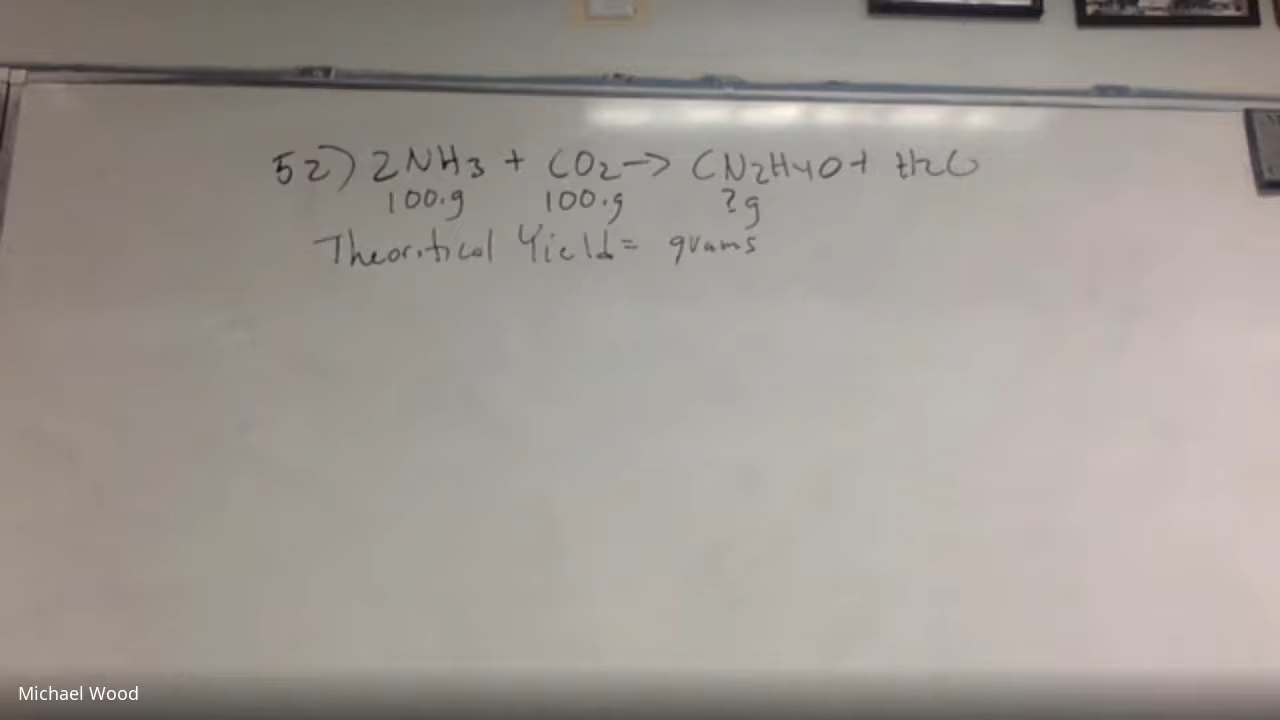 52) 2NH3 + CO2 -> CN2H4O + H2O
100.g 100.g ?g
Theoritical Yield = grams
Michael Wood